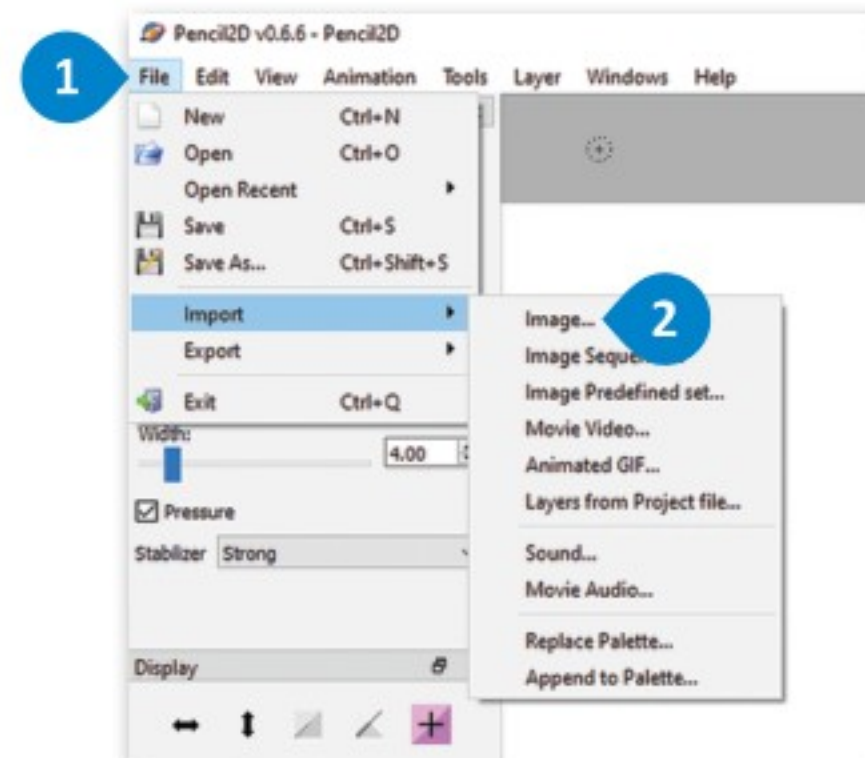 Pencil2D v0.6.6 - Pencil2D
1
File Edit View Animation Tools Layer Windows Help
New Ctrl+N
Open Ctrl+O
Open Recent
Save Ctrl+S
Save As... Ctrl+Shift+S
Import
Export
Exit Ctrl+Q
Image... 2
Image
Image Predefined set...
Movie Video...
Animated GIF...
Layers from Project file...
Sound...
Movie Audio...
Replace Palette...
Append to Palette...
Width:
4.00
Pressure
Stabilizer Strong
Display